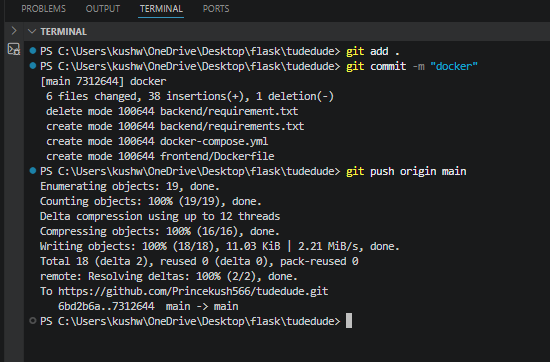 PROBLEMS OUTPUT TERMINAL PORTS
TERMINAL
PS C:\Users\kushw\OneDrive\Desktop\flask\tudedude> git add .
PS C:\Users\kushw\OneDrive\Desktop\flask\tudedude> git commit -m "docker"
[main 7312644] docker
6 files changed, 38 insertions(+), 1 deletion(-)
delete mode 100644 backend/requirement.txt
create mode 100644 backend/requirements.txt
create mode 100644 docker-compose.yml
create mode 100644 frontend/Dockerfile
PS C:\Users\kushw\OneDrive\Desktop\flask\tudedude> git push origin main
Enumerating objects: 19, done.
Counting objects: 100% (19/19), done.
Delta compression using up to 12 threads
Compressing objects: 100% (16/16), done.
Writing objects: 100% (18/18), 11.03 KiB | 2.21 MiB/s, done.
Total 18 (delta 2), reused 0 (delta 0), pack-reused 0
remote: Resolving deltas: 100% (2/2), done.
To https://github.com/Princekush566/tudedude.git
6bd2b6a..7312644 main -> main
PS C:\Users\kushw\OneDrive\Desktop\flask\tudedude>